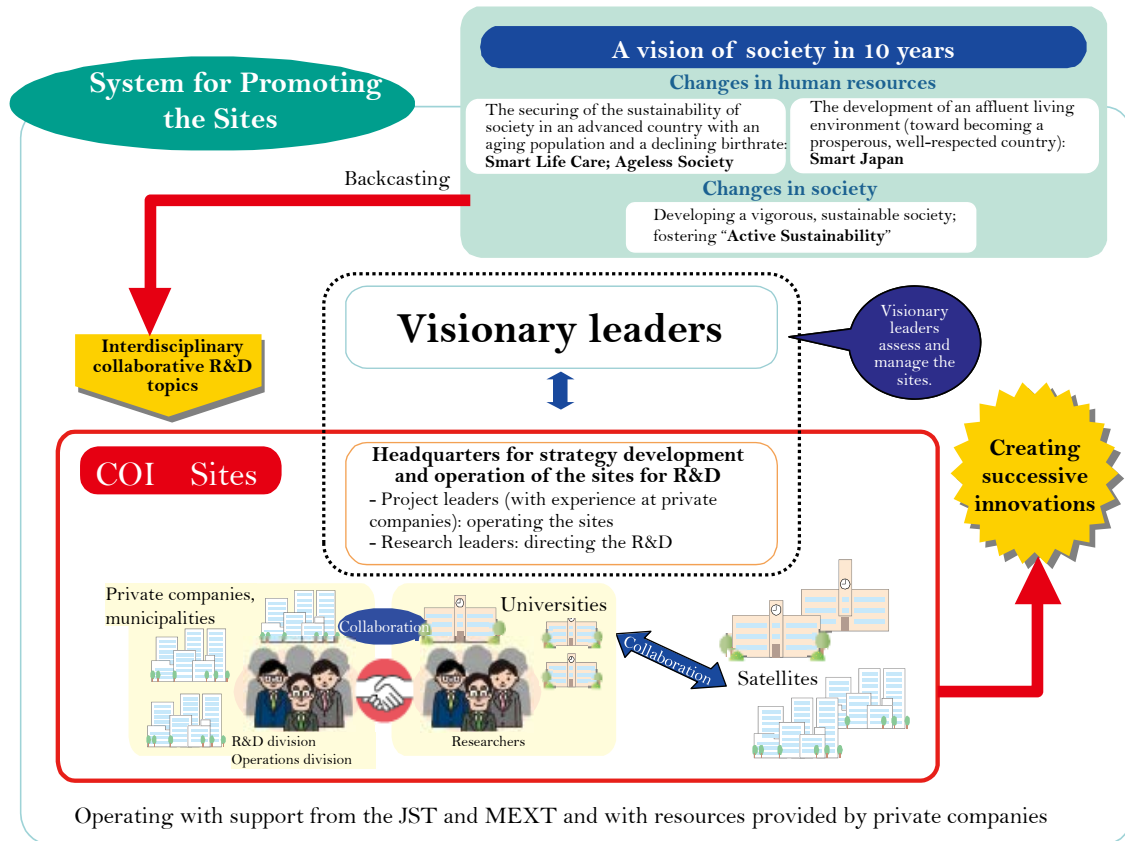 System for Promoting
the Sites
A vision of society in 10 years
Changes in human resources
The securing of the sustainability of
society in an advanced country with an
aging population and a declining birthrate:
Smart Life Care; Ageless Society
The development of an affluent living
environment (toward becoming a
prosperous, well-respected country):
Smart Japan
Changes in society
Developing a vigorous, sustainable society;
fostering “Active Sustainability”
Backcasting
Interdisciplinary
collaborative R&D
topics
Visionary leaders
Visionary
leaders
assess and
manage the
sites.
COI Sites
Headquarters for strategy development
and operation of the sites for R&D
- Project leaders (with experience at private
companies): operating the sites
- Research leaders: directing the R&D
Creating
successive
innovations
Private companies,
municipalities
Collaboration
Universities
R&D division
Operations division
Researchers
Collaboration
Satellites
Operating with support from the JST and MEXT and with resources provided by private companies